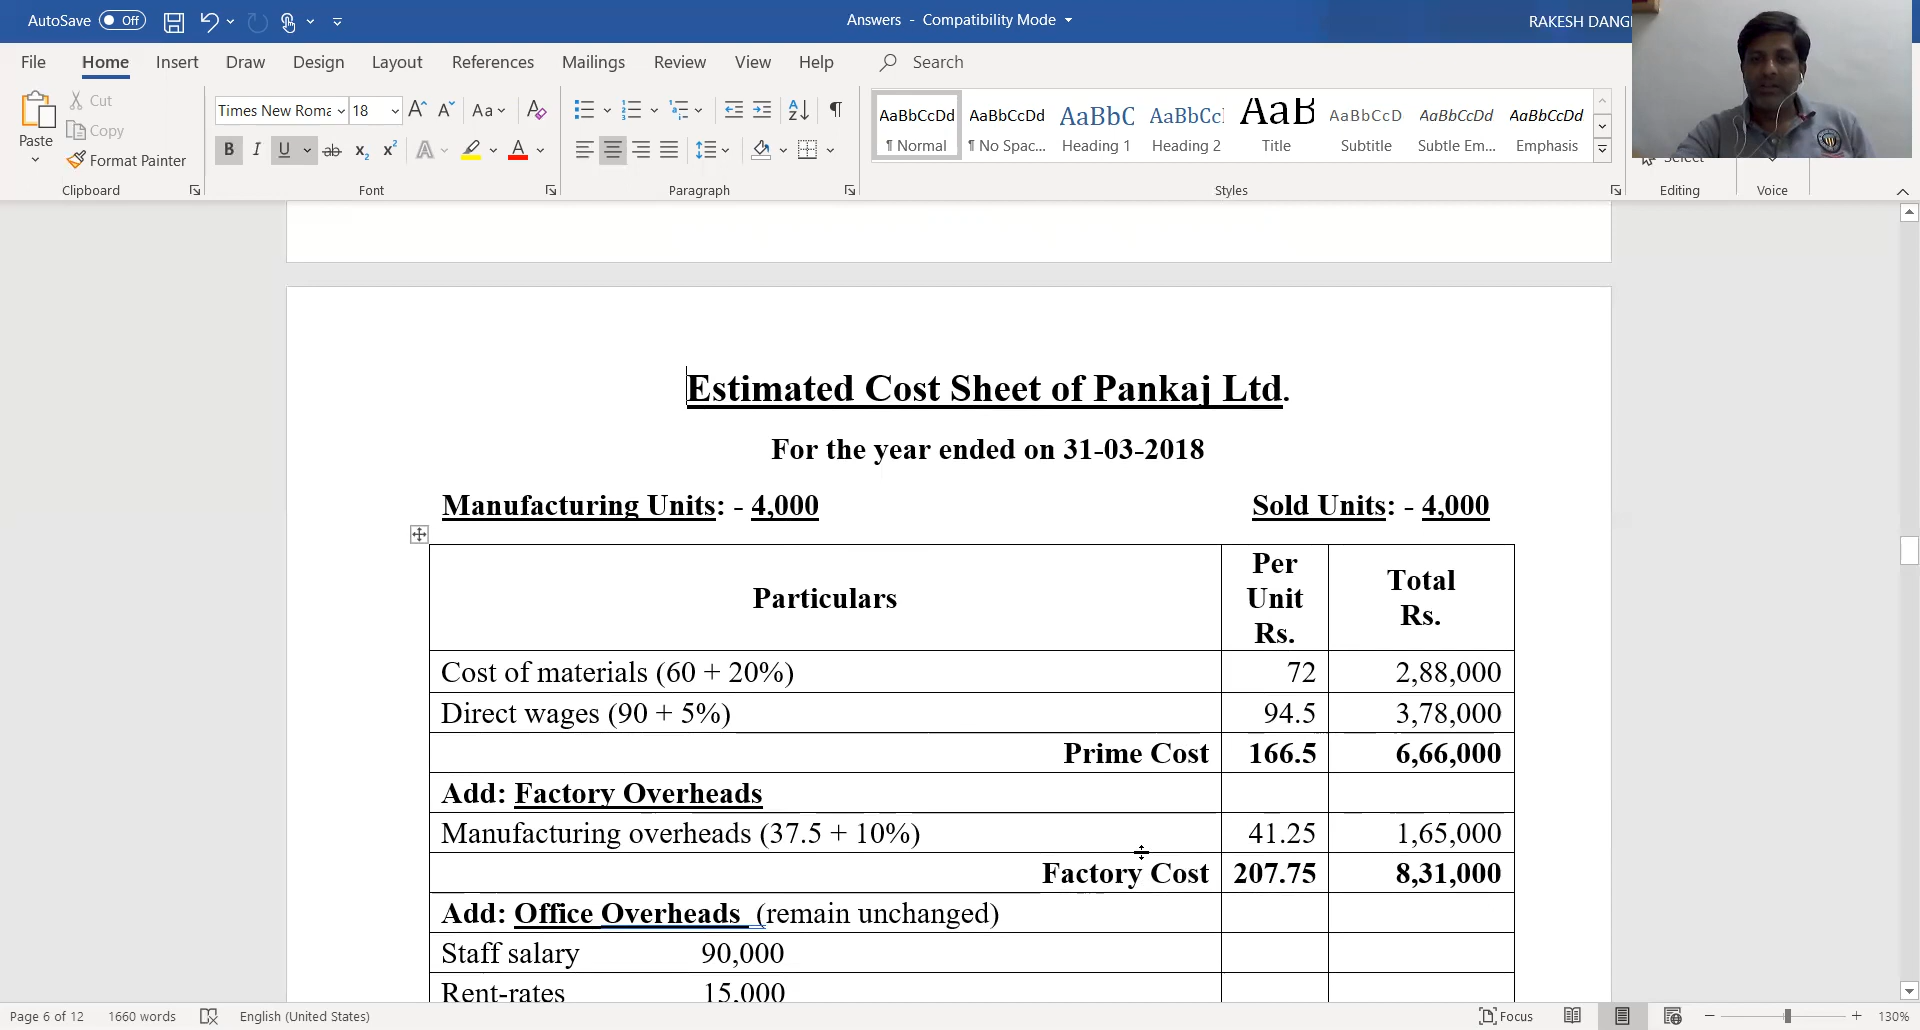 AutoSave Off Answers - Compatibility Mode RAKESH DANG
File Home Insert Draw Design Layout References Mailings Review View Help Search
Paste Cut Copy Format Painter
Clipboard
Times New Roma 18
Font
Paragraph
AaBbCcDd AaBbCcDd AaBbC AaBbCc AaB AaBbCcD AaBbCcDd AaBbCcDd
¶ Normal ¶ No Spac... Heading 1 Heading 2 Title Subtitle Subtle Em... Emphasis
Styles
Select
Editing Voice
Estimated Cost Sheet of Pankaj Ltd.
For the year ended on 31-03-2018
Manufacturing Units: - 4,000 Sold Units: - 4,000
Particulars Per Unit Rs. Total Rs.
Cost of materials (60 + 20%) 72 2,88,000
Direct wages (90 + 5%) 94.5 3,78,000
Prime Cost 166.5 6,66,000
Add: Factory Overheads
Manufacturing overheads (37.5 + 10%) 41.25 1,65,000
Factory Cost 207.75 8,31,000
Add: Office Overheads (remain unchanged)
Staff salary 90,000
Rent-rates 15,000
Page 6 of 12 1660 words English (United States) Focus 130%